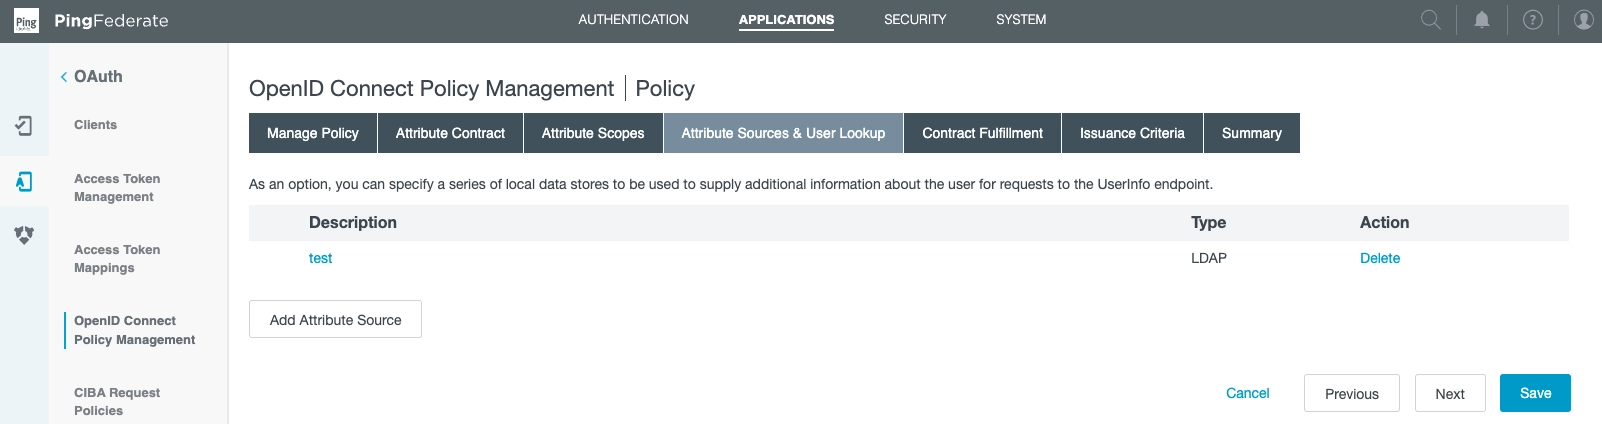 Ping
PingFederate
AUTHENTICATION
APPLICATIONS
SECURITY
SYSTEM
?
OAuth
Clients
Access Token
Management
Access Token
Mappings
OpenID Connect
Policy Management
CIBA Request
Policies
OpenID Connect Policy Management | Policy
Manage Policy
Attribute Contract
Attribute Scopes
Attribute Sources & User Lookup
Contract Fulfillment
Issuance Criteria
Summary
As an option, you can specify a series of local data stores to be used to supply additional information about the user for requests to the UserInfo endpoint.
Description Type Action
test LDAP Delete
Add Attribute Source
Cancel
Previous
Next
Save